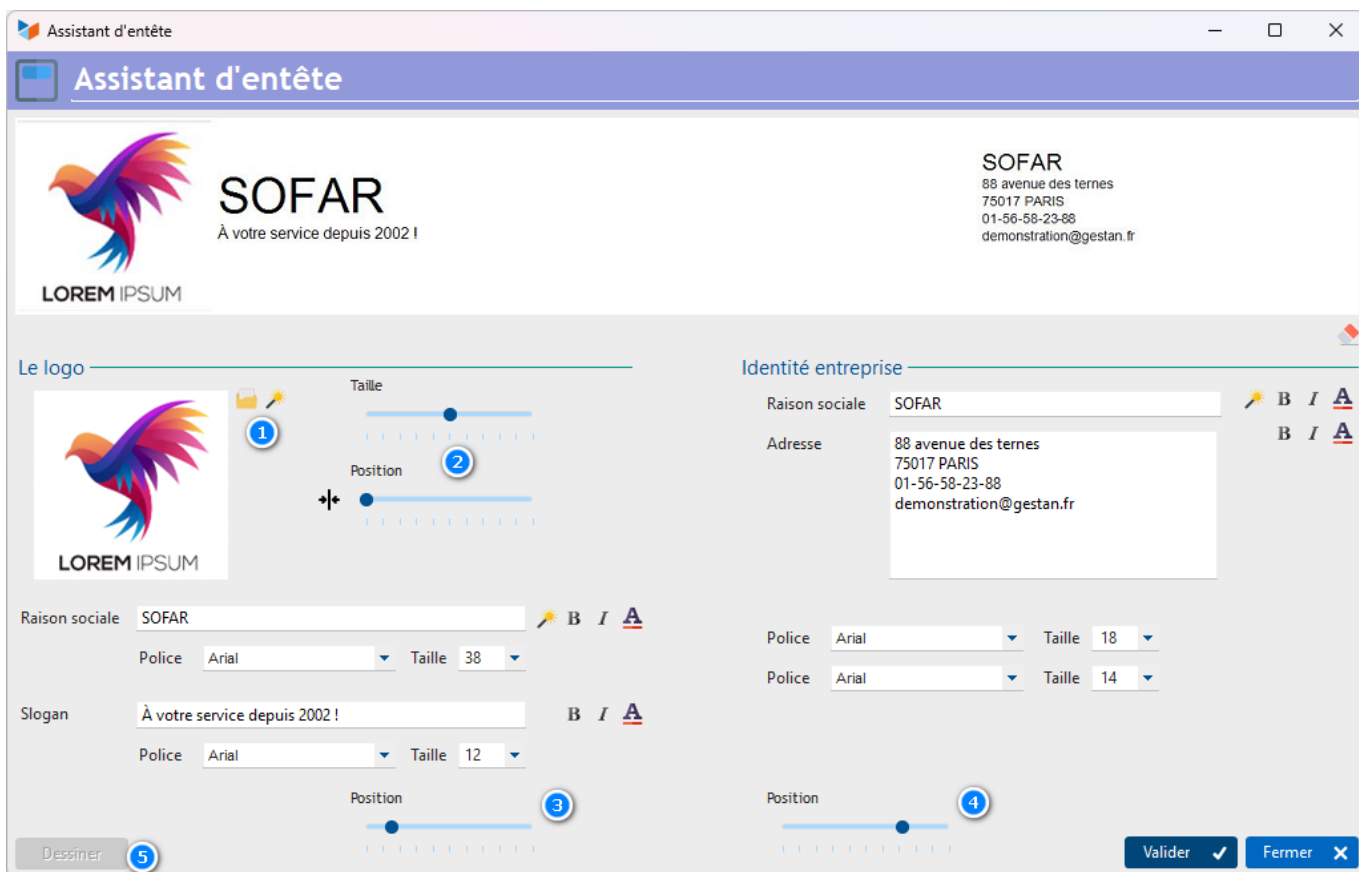 Assistant d'entête
Assistant d'entête
SOFAR
À votre service depuis 2002 !
LOREM IPSUM
SOFAR
88 avenue des ternes
75017 PARIS
01-56-58-23-88
demonstration@gestan.fr
Le logo
1
Taille
2
Position
LOREM IPSUM
Raison sociale SOFAR B I A
Police Arial Taille 38
Slogan À votre service depuis 2002 ! B I A
Police Arial Taille 12
Position
3
Dessiner
5
Identité entreprise
Raison sociale SOFAR B I A
Adresse B I A
88 avenue des ternes
75017 PARIS
01-56-58-23-88
demonstration@gestan.fr
Police Arial Taille 18
Police Arial Taille 14
Position
4
Valider
Fermer